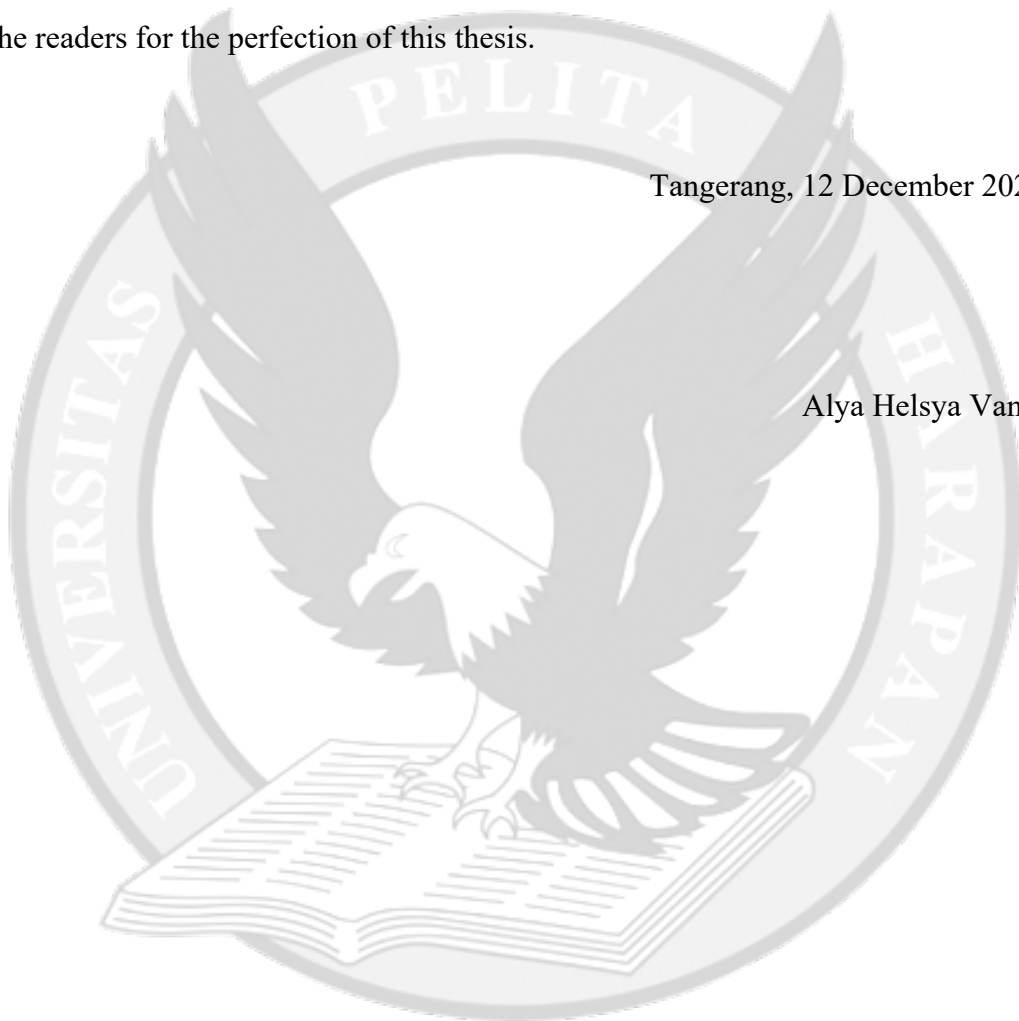 he readers for the perfection of this thesis.
PELITA
Tangerang, 12 December 202
UNIVERSITAS
HARAPAN
Alya Helsya Van